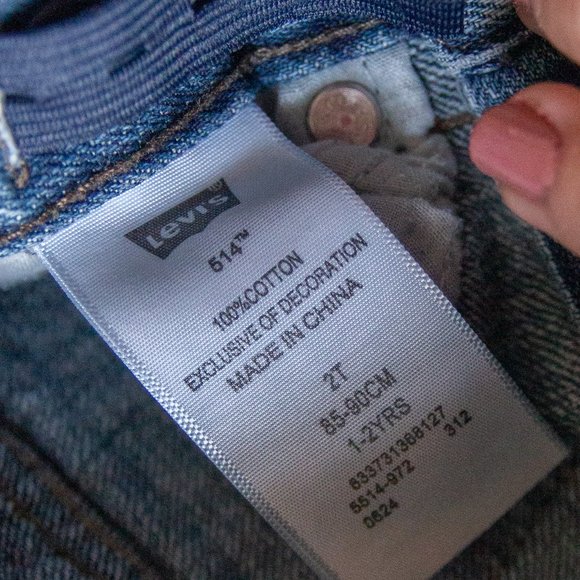 Levi's®
514™
100%COTTON
EXCLUSIVE OF DECORATION
MADE IN CHINA
2T
85-90CM
1-2YRS
633731368127
5514-972 312
0624